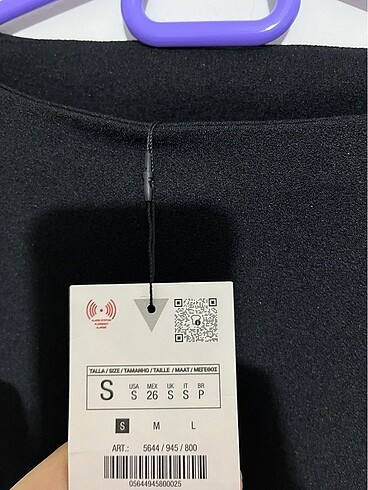 TALLA / SIZE / TAMANHO / TAILLE / MAAT / ΜΕΓΕΘΟΣ
S USA S MEX 26 UK S IT S BR P
S M L
ART.: 5644 / 945 / 800
05644945800025